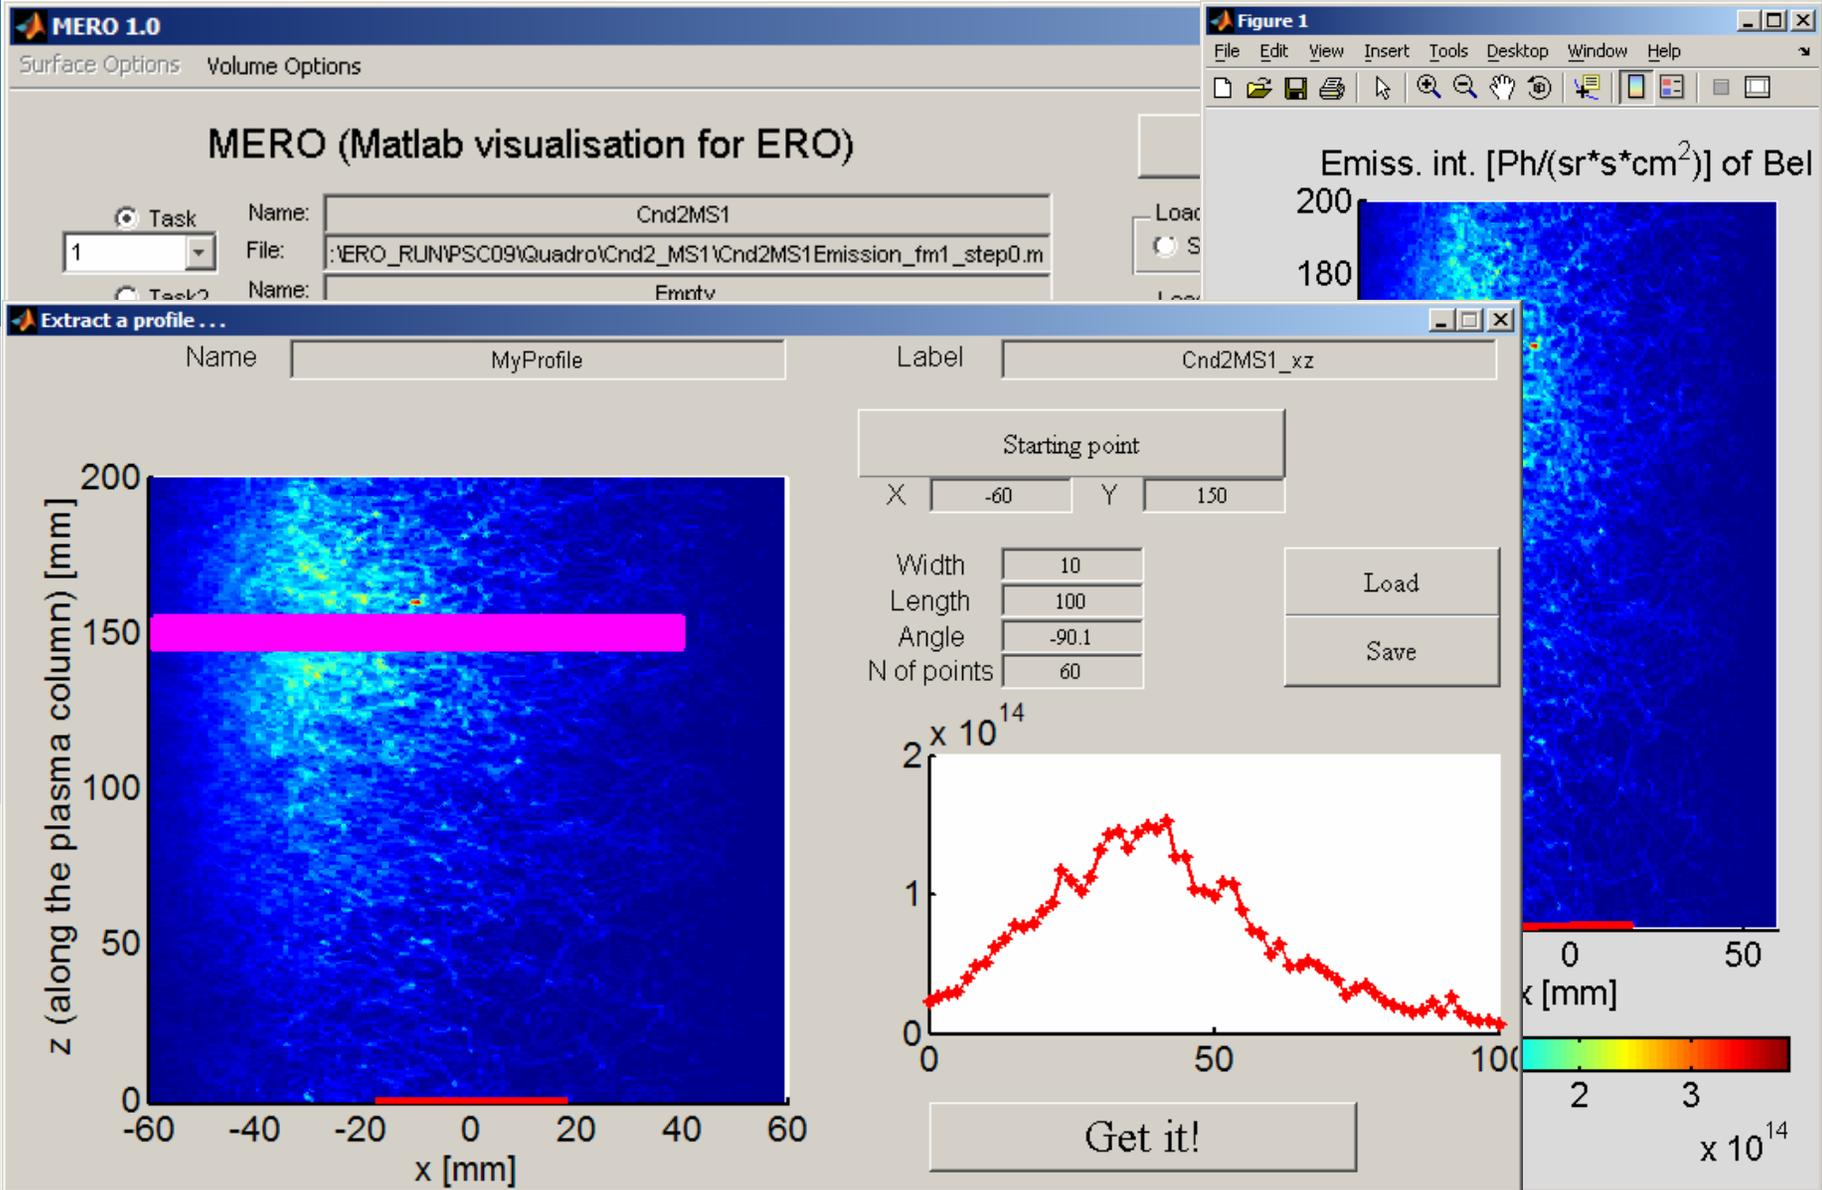 MERO 1.0
Surface Options Volume Options
MERO (Matlab visualisation for ERO)
Task Name: Cnd2MS1
1 File: :\ERO_RUN\PSC09\Quadro\Cnd2_MS1\Cnd2MS1Emission_fm1_step0.m
Task2 Name: Empty
Load
S
Figure 1
File Edit View Insert Tools Desktop Window Help
Emiss. int. [Ph/(sr*s*cm²)] of BeI
200
180
0 50
x [mm]
2 3
x 10^14
Extract a profile . . .
Name MyProfile Label Cnd2MS1_xz
Starting point
X -60 Y 150
Width 10
Length 100
Angle -90.1
N of points 60
Load
Save
z (along the plasma column) [mm]
200
150
100
50
0
-60 -40 -20 0 20 40 60
x [mm]
x 10^14
2
1
0
0 50 100
Get it!